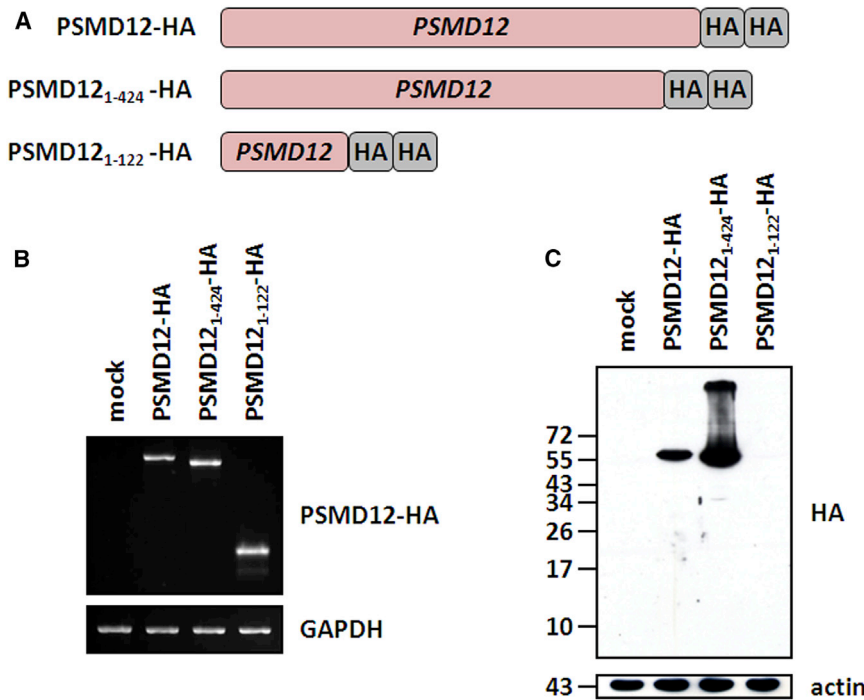 A
PSMD12-HA PSMD12 HA HA
PSMD12₁₋₄₂₄-HA PSMD12 HA HA
PSMD12₁₋₁₂₂-HA PSMD12 HA HA
B
mock
PSMD12-HA
PSMD12₁₋₄₂₄-HA
PSMD12₁₋₁₂₂-HA
PSMD12-HA
GAPDH
C
mock
PSMD12-HA
PSMD12₁₋₄₂₄-HA
PSMD12₁₋₁₂₂-HA
72
55
43
34
26
17
10
HA
43
actin